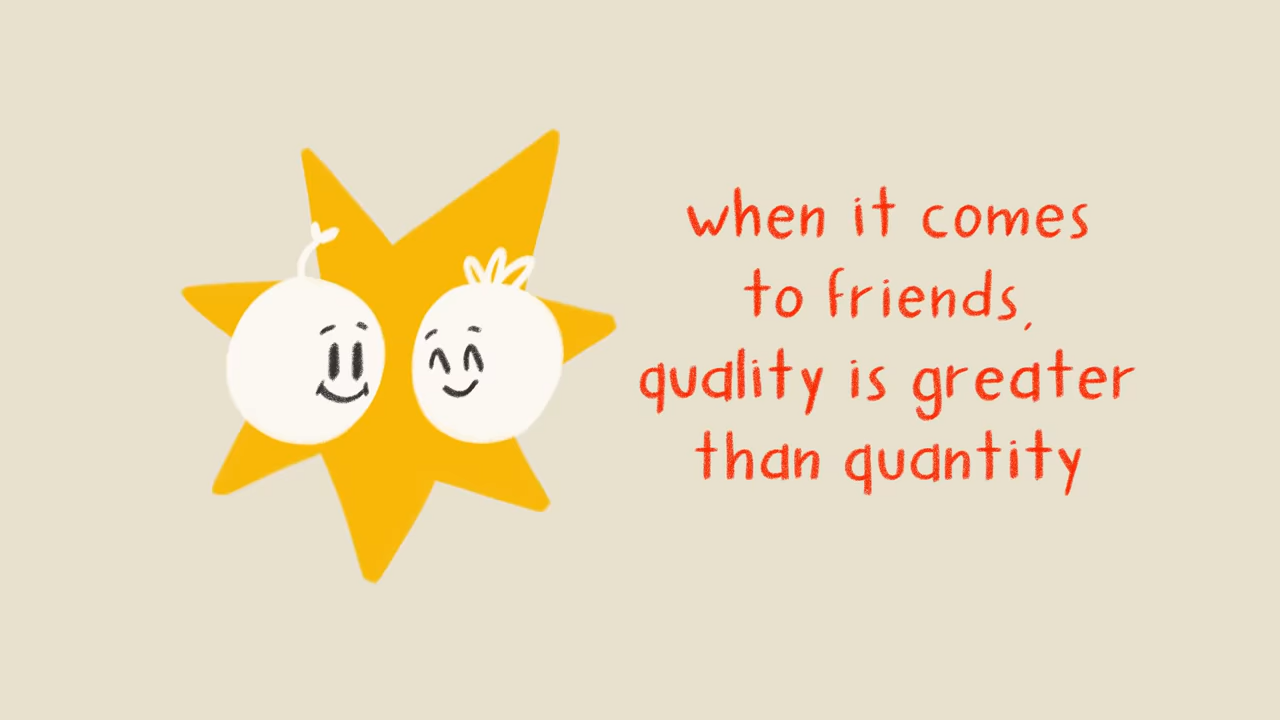 when it comes
to friends,
quality is greater
than quantity